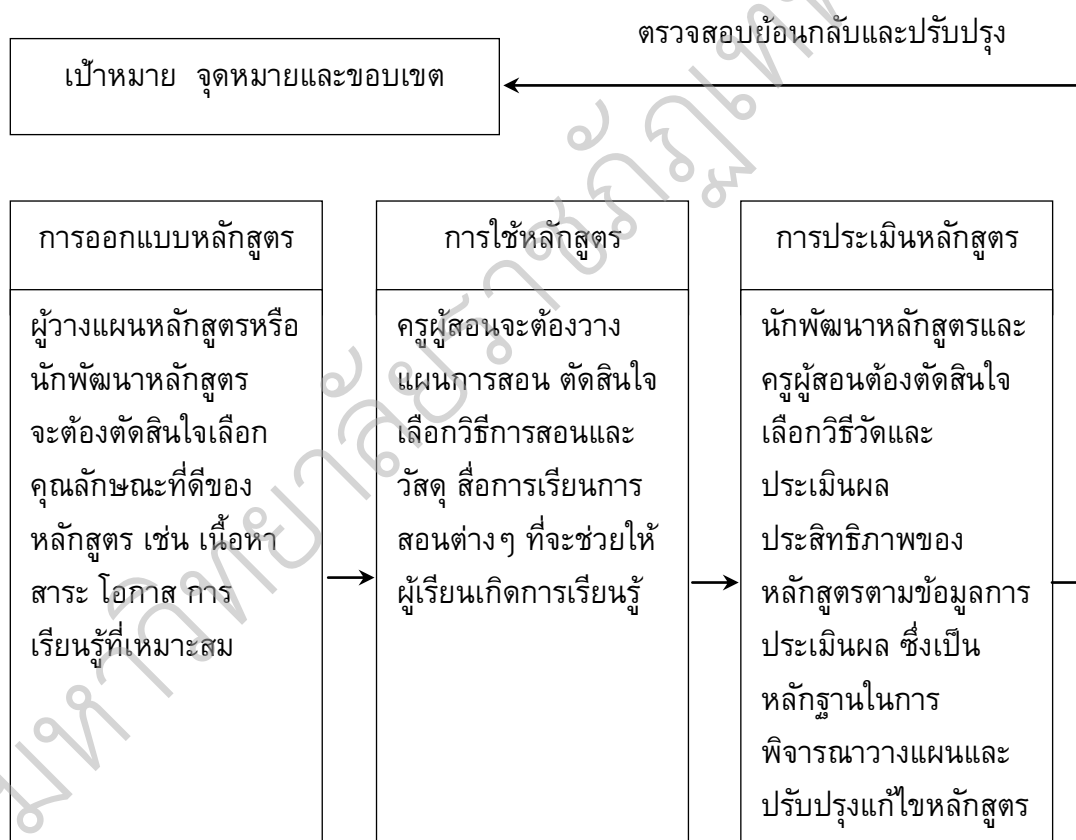 ตรวจสอบย้อนกลับและปรับปรุง
เป้าหมาย จุดหมายและขอบเขต
การออกแบบหลักสูตร
ผู้วางแผนหลักสูตรหรือ
นักพัฒนาหลักสูตร
จะต้องตัดสินใจเลือก
คุณลักษณะที่ดีของ
หลักสูตร เช่น เนื้อหา
สาระ โอกาส การ
เรียนรู้ที่เหมาะสม
การใช้หลักสูตร
ครูผู้สอนจะต้องวาง
แผนการสอน ตัดสินใจ
เลือกวิธีการสอนและ
วัสดุ สื่อการเรียนการ
สอนต่างๆ ที่จะช่วยให้
ผู้เรียนเกิดการเรียนรู้
การประเมินหลักสูตร
นักพัฒนาหลักสูตรและ
ครูผู้สอนต้องตัดสินใจ
เลือกวิธีวัดและ
ประเมินผล
ประสิทธิภาพของ
หลักสูตรตามข้อมูลการ
ประเมินผล ซึ่งเป็น
หลักฐานในการ
พิจารณาวางแผนและ
ปรับปรุงแก้ไขหลักสูตร
มหาวิทยาลัยราชภัฏ